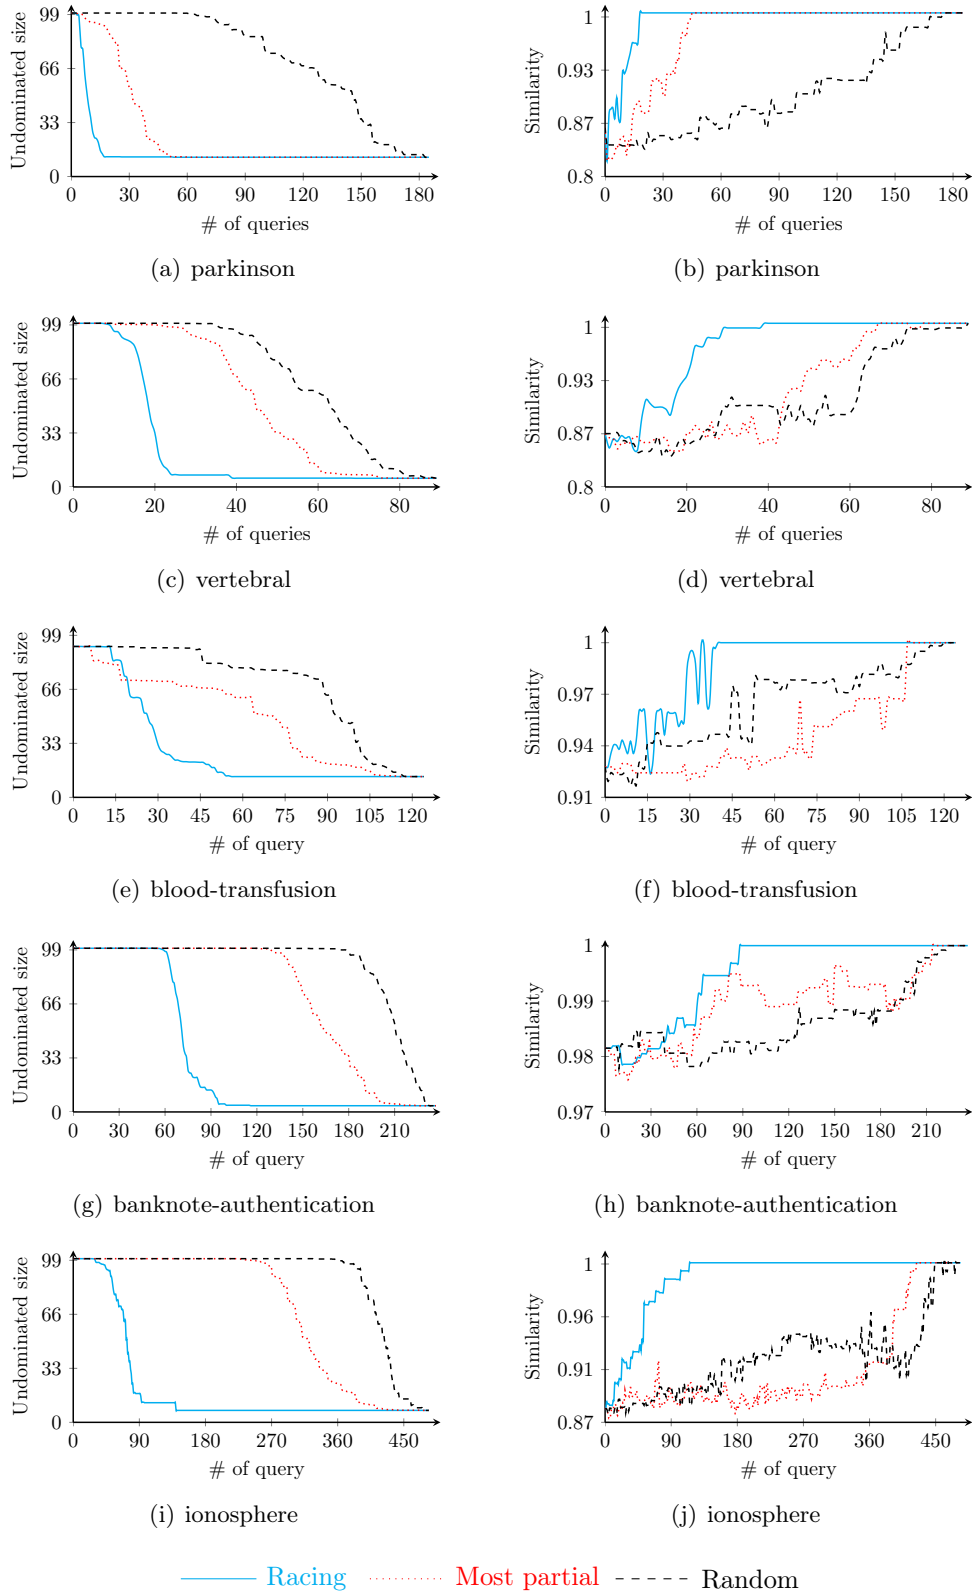 Undominated size
99
66
33
0
0 30 60 90 120 150 180
# of queries
(a) parkinson
Similarity
1
0.93
0.87
0.8
0 30 60 90 120 150 180
# of queries
(b) parkinson
Undominated size
99
66
33
0
20 40 60 80
# of queries
(c) vertebral
Similarity
1
0.93
0.87
0.8
0 20 40 60 80
# of queries
(d) vertebral
Undominated size
99
66
33
0
0 15 30 45 60 75 90 105 120
# of query
(e) blood-transfusion
Similarity
1
0.97
0.94
0.91
0 15 30 45 60 75 90 105 120
# of query
(f) blood-transfusion
Undominated size
99
66
33
0
0 30 60 90 120 150 180 210
# of query
(g) banknote-authentication
Similarity
1
0.99
0.98
0.97
0 30 60 90 120 150 180 210
# of query
(h) banknote-authentication
Undominated size
99
66
33
0
0 90 180 270 360 450
# of query
(i) ionosphere
Similarity
1
0.96
0.91
0.87
0 90 180 270 360 450
# of query
(j) ionosphere
Racing Most partial Random